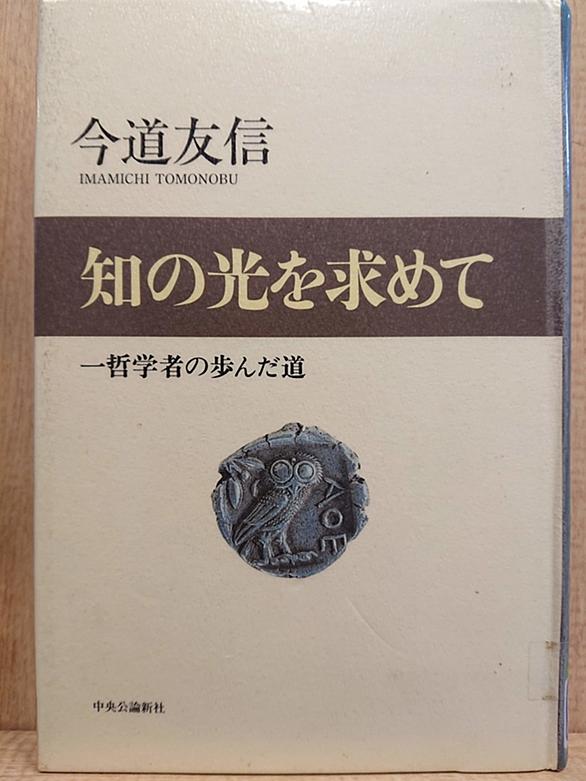 今道友信
IMAMICHI TOMONOBU
知の光を求めて
一哲学者の歩んだ道
ΑΘΕ
中央公論新社